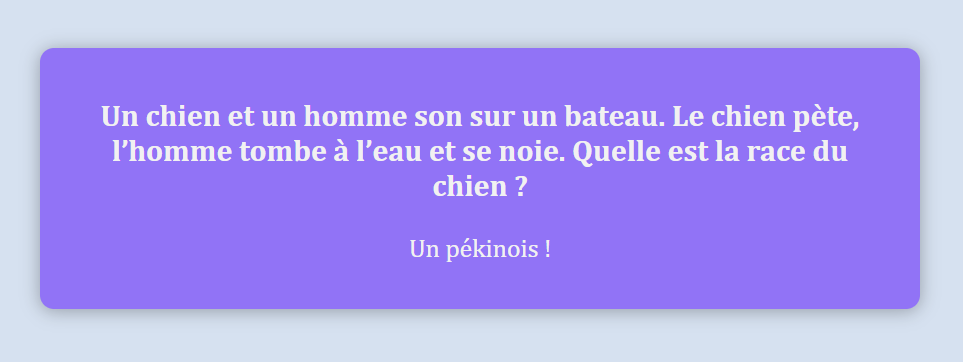 Un chien et un homme son sur un bateau. Le chien pète,
l’homme tombe à l’eau et se noie. Quelle est la race du
chien ?
Un pékinois !